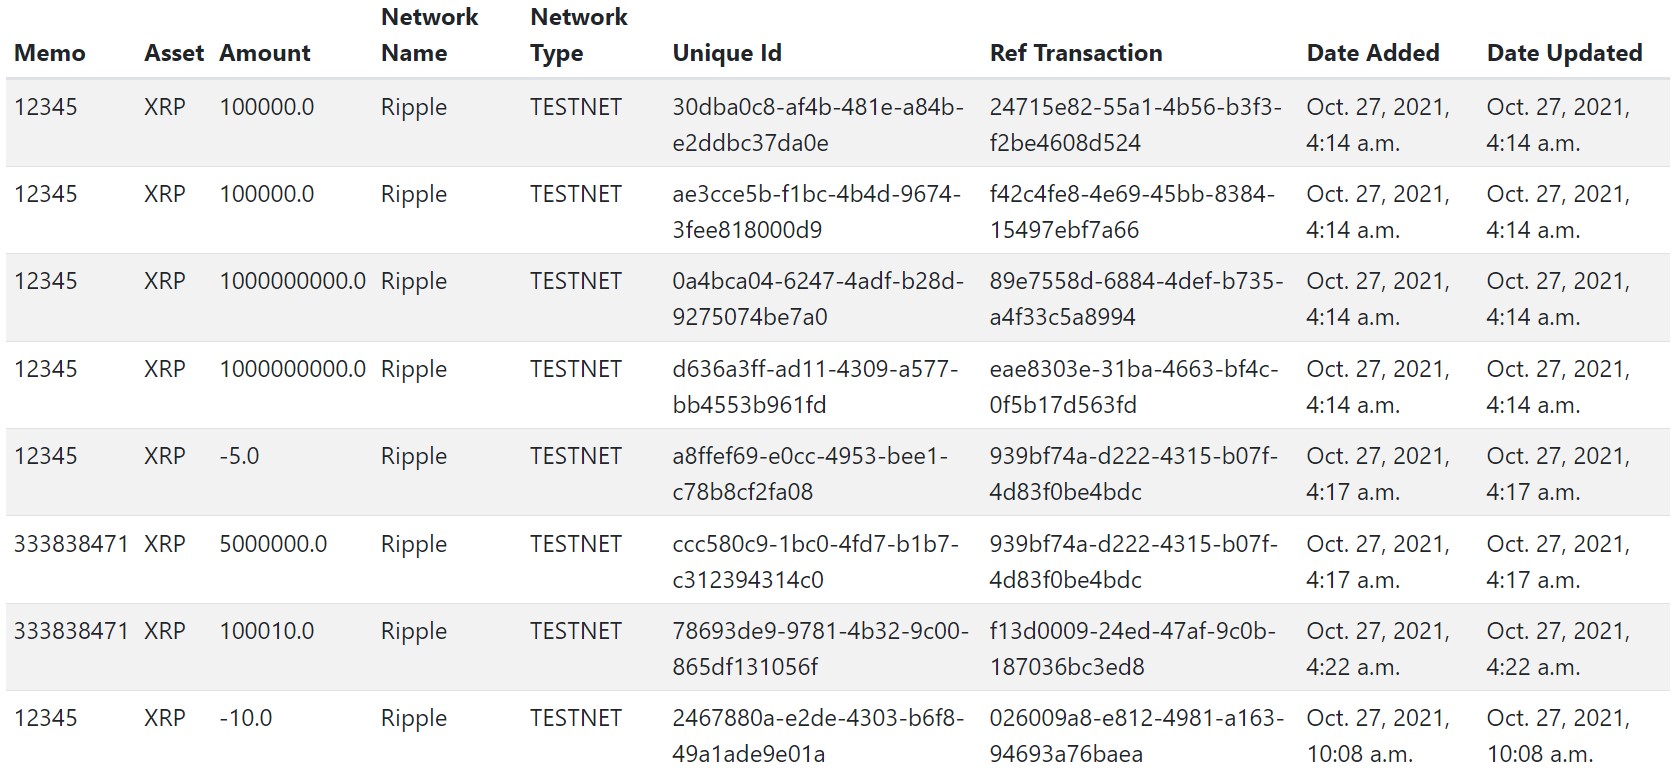 Network Network
Memo Asset Amount Name Type Unique Id Ref Transaction Date Added Date Updated
12345 XRP 100000.0 Ripple TESTNET 30dba0c8-af4b-481e-a84b- 24715e82-55a1-4b56-b3f3- Oct. 27, 2021, Oct. 27, 2021,
e2ddbc37da0e f2be4608d524 4:14 a.m. 4:14 a.m.
12345 XRP 100000.0 Ripple TESTNET ae3cce5b-f1bc-4b4d-9674- f42c4fe8-4e69-45bb-8384- Oct. 27, 2021, Oct. 27, 2021,
3fee818000d9 15497ebf7a66 4:14 a.m. 4:14 a.m.
12345 XRP 1000000000.0 Ripple TESTNET 0a4bca04-6247-4adf-b28d- 89e7558d-6884-4def-b735- Oct. 27, 2021, Oct. 27, 2021,
9275074be7a0 a4f33c5a8994 4:14 a.m. 4:14 a.m.
12345 XRP 1000000000.0 Ripple TESTNET d636a3ff-ad11-4309-a577- eae8303e-31ba-4663-bf4c- Oct. 27, 2021, Oct. 27, 2021,
bb4553b961fd 0f5b17d563fd 4:14 a.m. 4:14 a.m.
12345 XRP -5.0 Ripple TESTNET a8ffef69-e0cc-4953-bee1- 939bf74a-d222-4315-b07f- Oct. 27, 2021, Oct. 27, 2021,
c78b8cf2fa08 4d83f0be4bdc 4:17 a.m. 4:17 a.m.
333838471 XRP 5000000.0 Ripple TESTNET ccc580c9-1bc0-4fd7-b1b7- 939bf74a-d222-4315-b07f- Oct. 27, 2021, Oct. 27, 2021,
c312394314c0 4d83f0be4bdc 4:17 a.m. 4:17 a.m.
333838471 XRP 100010.0 Ripple TESTNET 78693de9-9781-4b32-9c00- f13d0009-24ed-47af-9c0b- Oct. 27, 2021, Oct. 27, 2021,
865df131056f 187036bc3ed8 4:22 a.m. 4:22 a.m.
12345 XRP -10.0 Ripple TESTNET 2467880a-e2de-4303-b6f8- 026009a8-e812-4981-a163- Oct. 27, 2021, Oct. 27, 2021,
49a1ade9e01a 94693a76baea 10:08 a.m. 10:08 a.m.